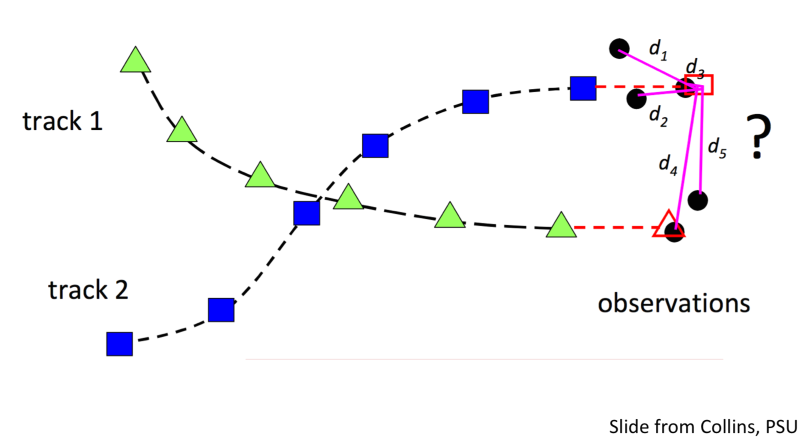 d1
d3
d2
track 1
?
d5
d4
track 2
observations
Slide from Collins, PSU